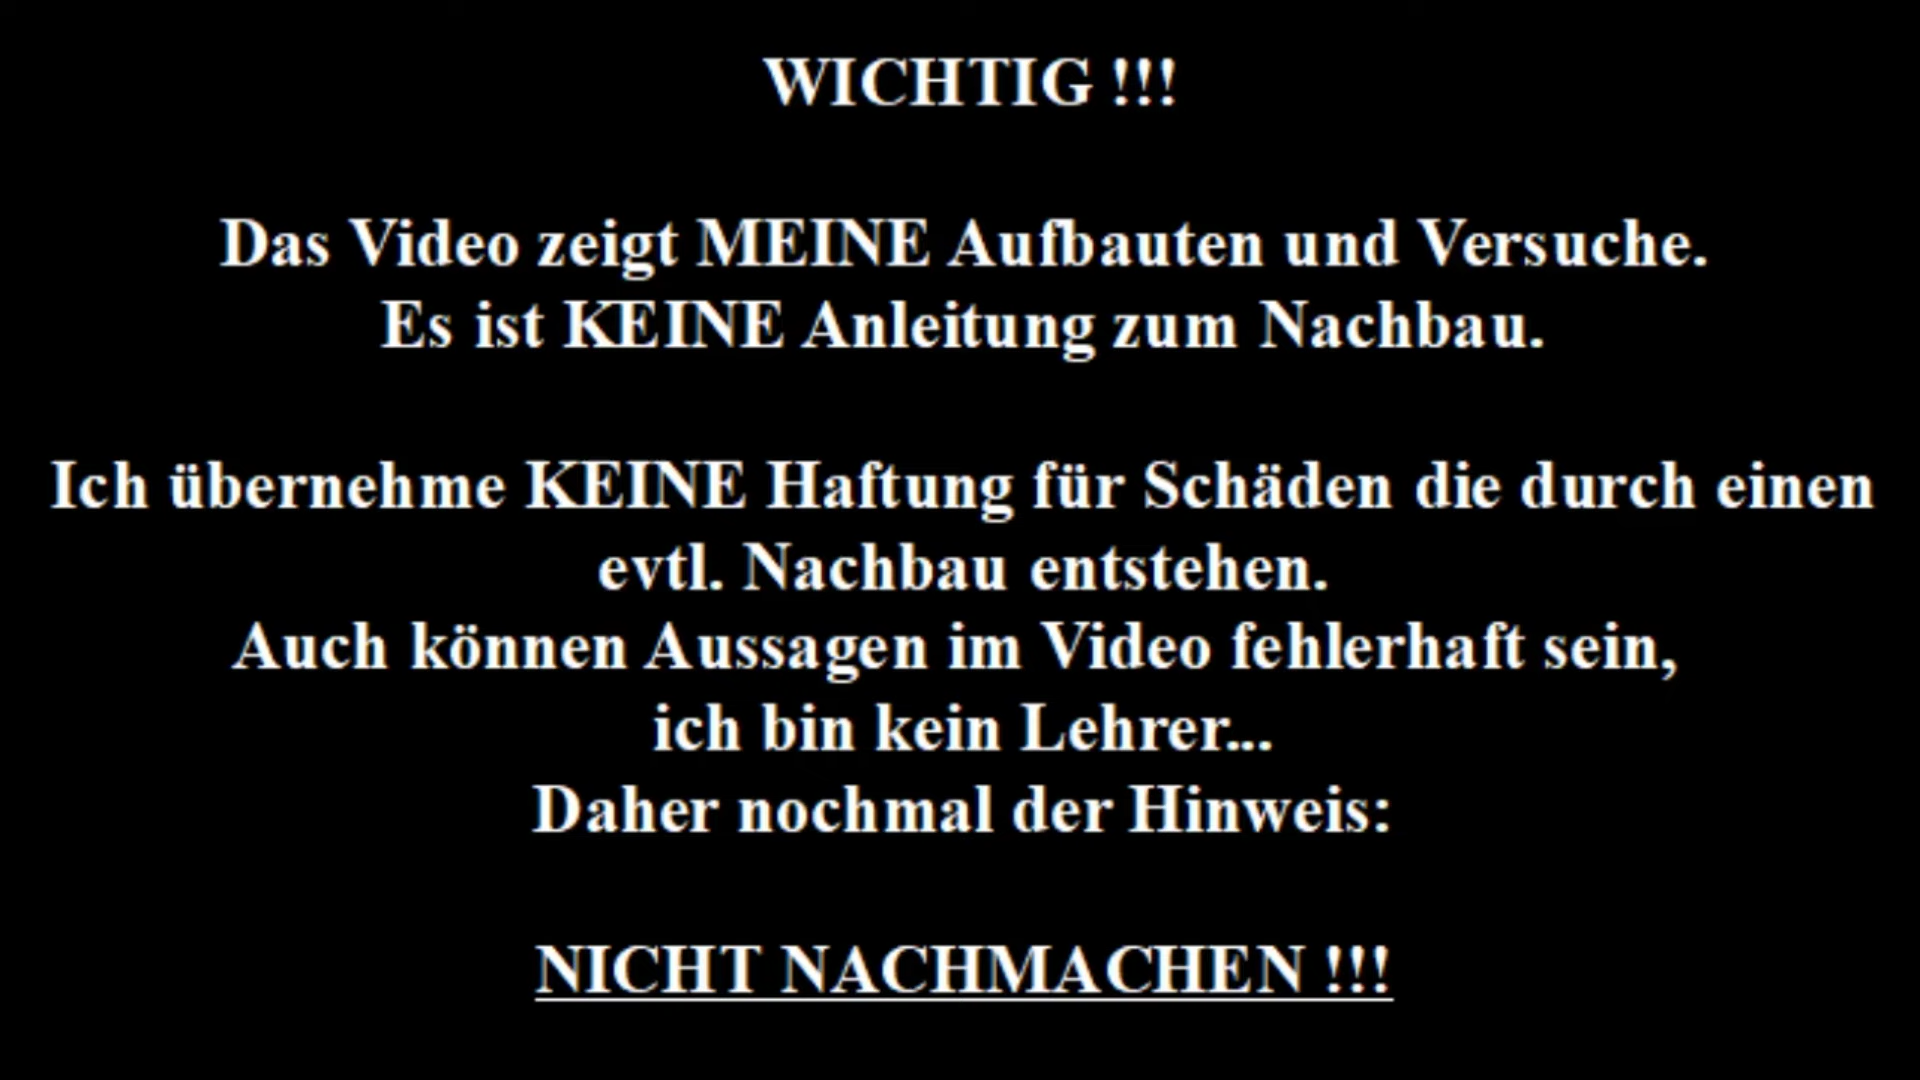 WICHTIG !!!
Das Video zeigt MEINE Aufbauten und Versuche.
Es ist KEINE Anleitung zum Nachbau.
Ich übernehme KEINE Haftung für Schäden die durch einen
evtl. Nachbau entstehen.
Auch können Aussagen im Video fehlerhaft sein,
ich bin kein Lehrer...
Daher nochmal der Hinweis:
NICHT NACHMACHEN !!!